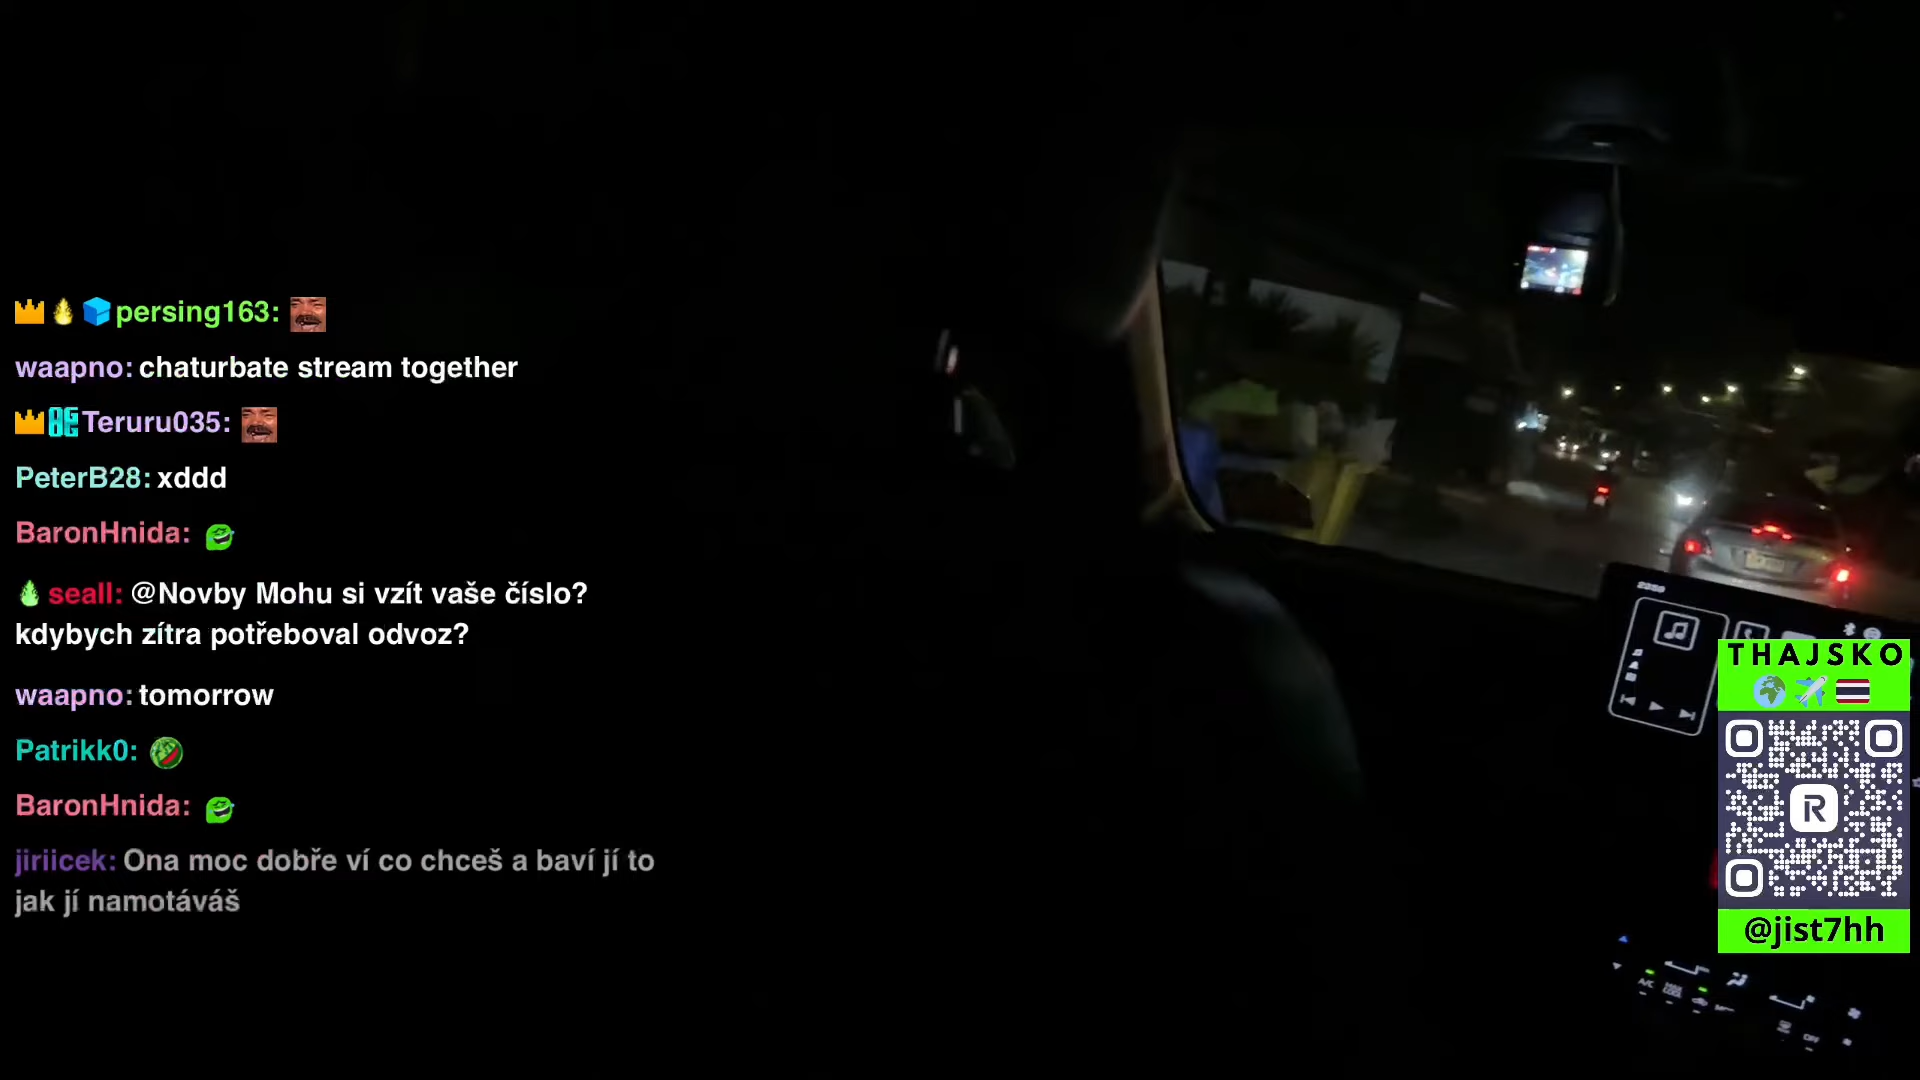 persing163:
waapno: chaturbate stream together
Teruru035:
PeterB28: xddd
BaronHnida:
seall: @Novby Mohu si vzít vaše číslo?
kdybych zítra potřeboval odvoz?
waapno: tomorrow
Patrikk0:
BaronHnida:
jiriicek: Ona moc dobře ví co chceš a baví jí to
jak jí namotáváš
THAJSKO
R
@jist7hh
A/C
OFF